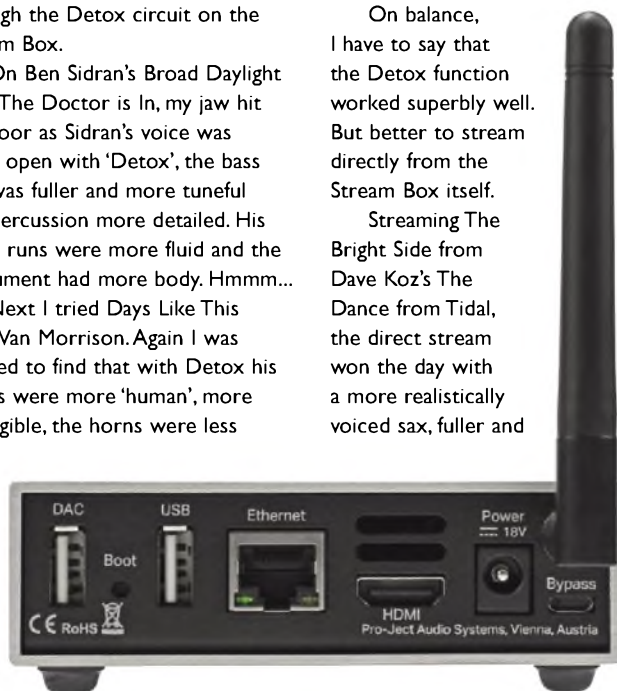 gh the Detox circuit on the
m Box.
On Ben Sidran's Broad Daylight
The Doctor is In, my jaw hit
oor as Sidran's voice was
open with 'Detox', the bass
was fuller and more tuneful
ercussion more detailed. His
runs were more fluid and the
ument had more body. Hmmm...
Next I tried Days Like This
Van Morrison. Again I was
ed to find that with Detox his
s were more 'human', more
gible, the horns were less
On balance,
I have to say that
the Detox function
worked superbly well.
But better to stream
directly from the
Stream Box itself.
Streaming The
Bright Side from
Dave Koz's The
Dance from Tidal,
the direct stream
won the day with
a more realistically
voiced sax, fuller and
DAC
USB
Ethernet
Power
18V
Boot
Bypass
CE RoHS
HDMI
Pro-Ject Audio Systems, Vienna, Austria